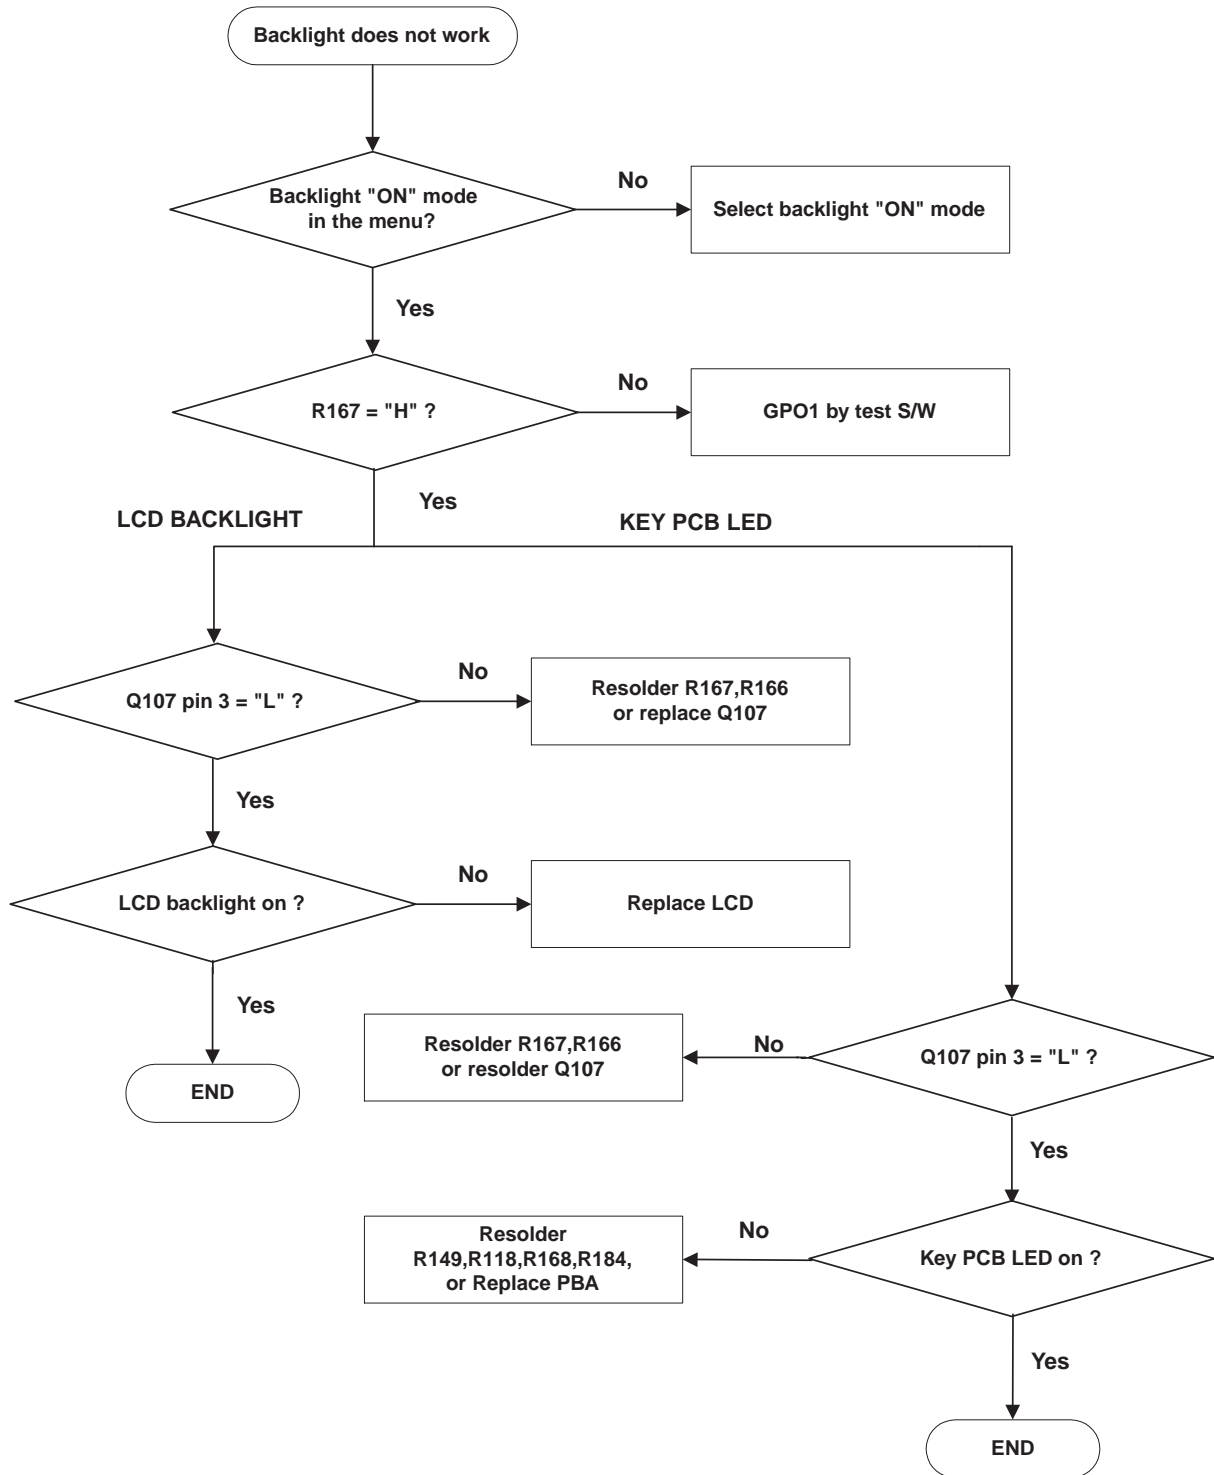 Backlight does not work
Backlight "ON" mode
in the menu?
No
Select backlight "ON" mode
Yes
R167 = "H" ?
No
GPO1 by test S/W
Yes
LCD BACKLIGHT
KEY PCB LED
Q107 pin 3 = "L" ?
No
Resolder R167,R166
or replace Q107
Yes
LCD backlight on ?
No
Replace LCD
Yes
END
Resolder R167,R166
or resolder Q107
No
Q107 pin 3 = "L" ?
Yes
Resolder
R149,R118,R168,R184,
or Replace PBA
No
Key PCB LED on ?
Yes
END